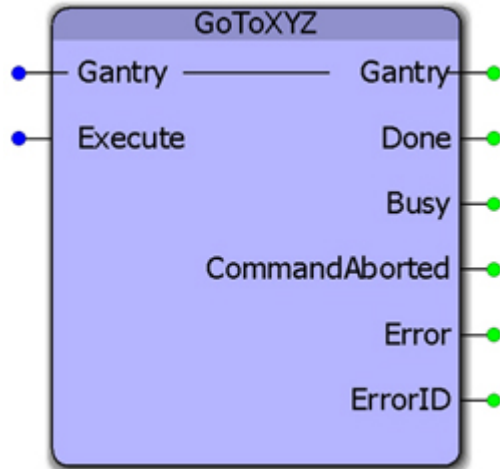 GoToXYZ
Gantry Gantry
Execute Done
Busy
CommandAborted
Error
ErrorID